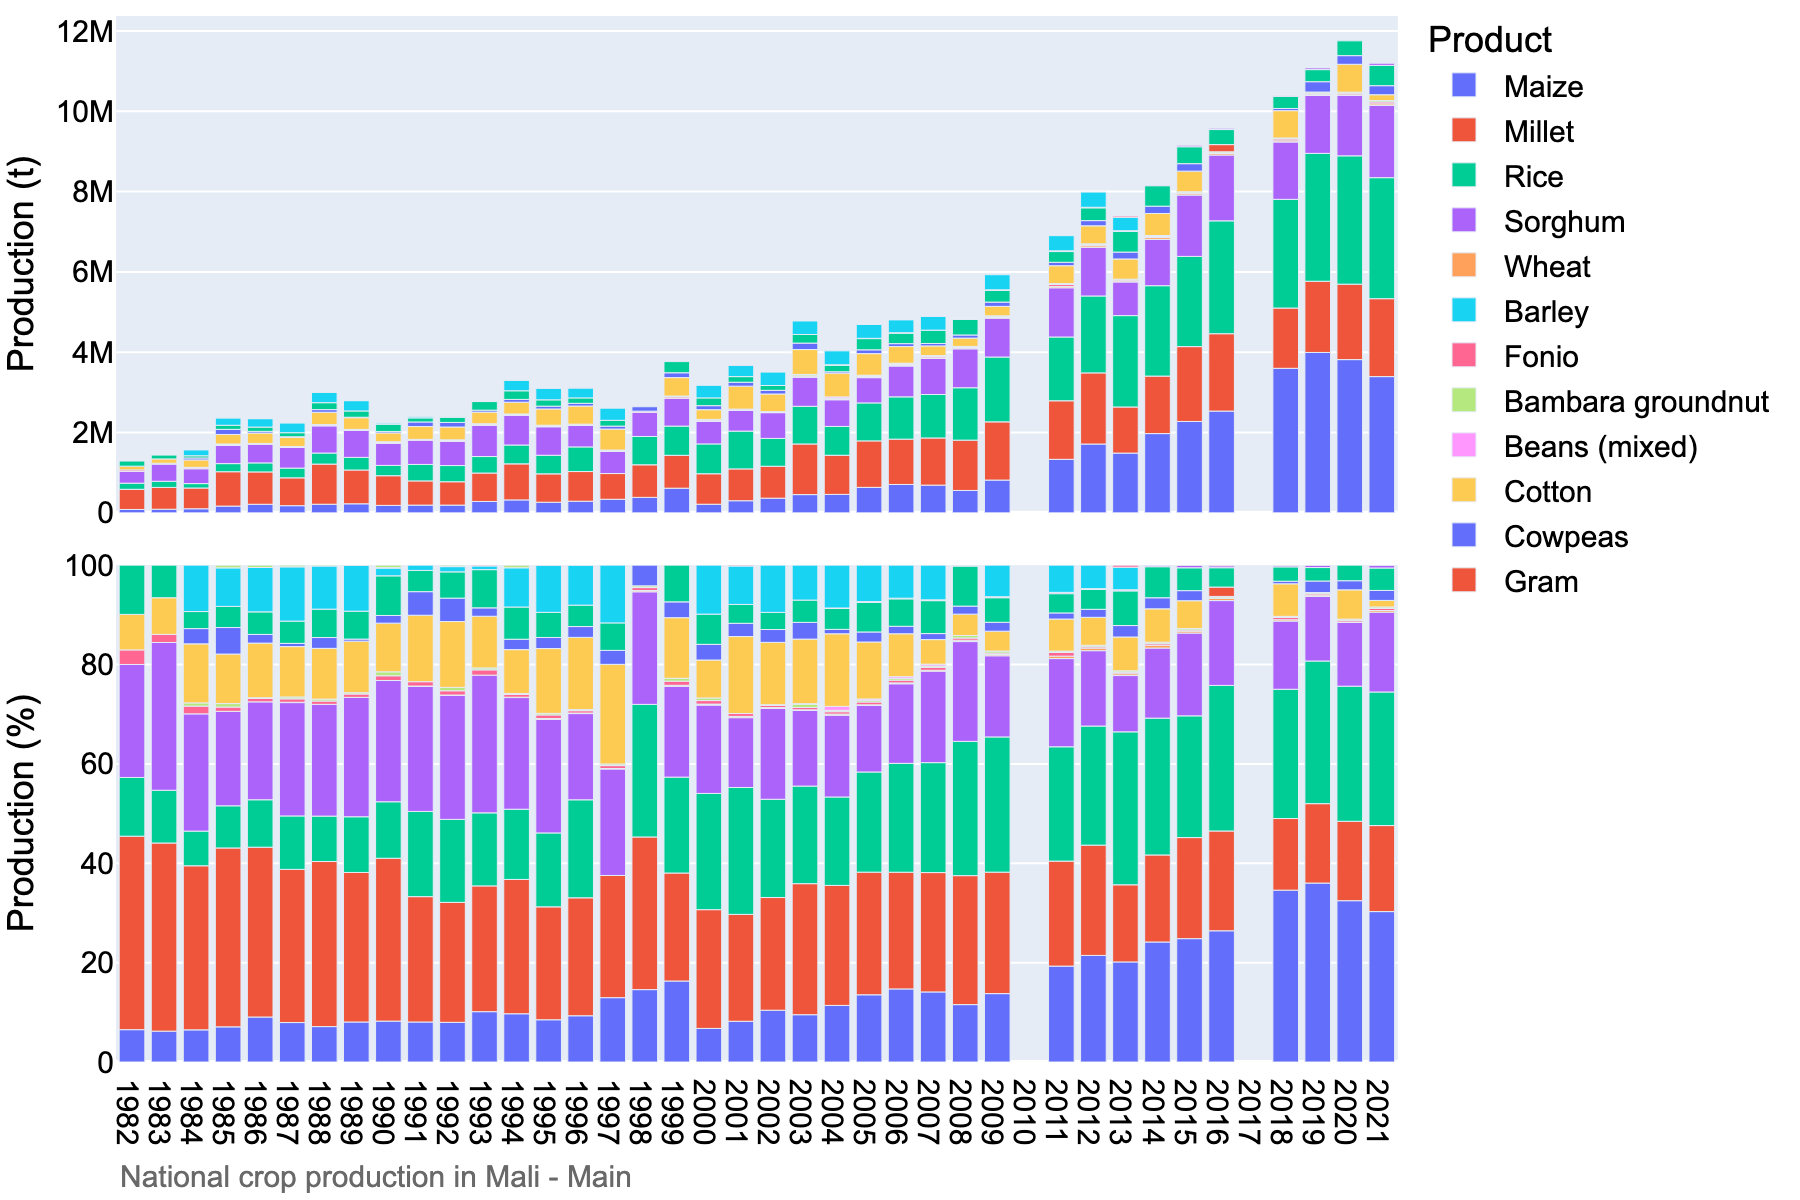 Production (t)
12M
10M
8M
6M
4M
2M
0
Product
Maize
Millet
Rice
Sorghum
Wheat
Barley
Fonio
Bambara groundnut
Beans (mixed)
Cotton
Cowpeas
Gram
Production (%)
100
80
60
40
20
0
1982
1983
1984
1985
1986
1987
1988
1989
1990
1991
1992
1993
1994
1995
1996
1997
1998
1999
2000
2001
2002
2003
2004
2005
2006
2007
2008
2009
2010
2011
2012
2013
2014
2015
2016
2017
2018
2019
2020
2021
National crop production in Mali - Main